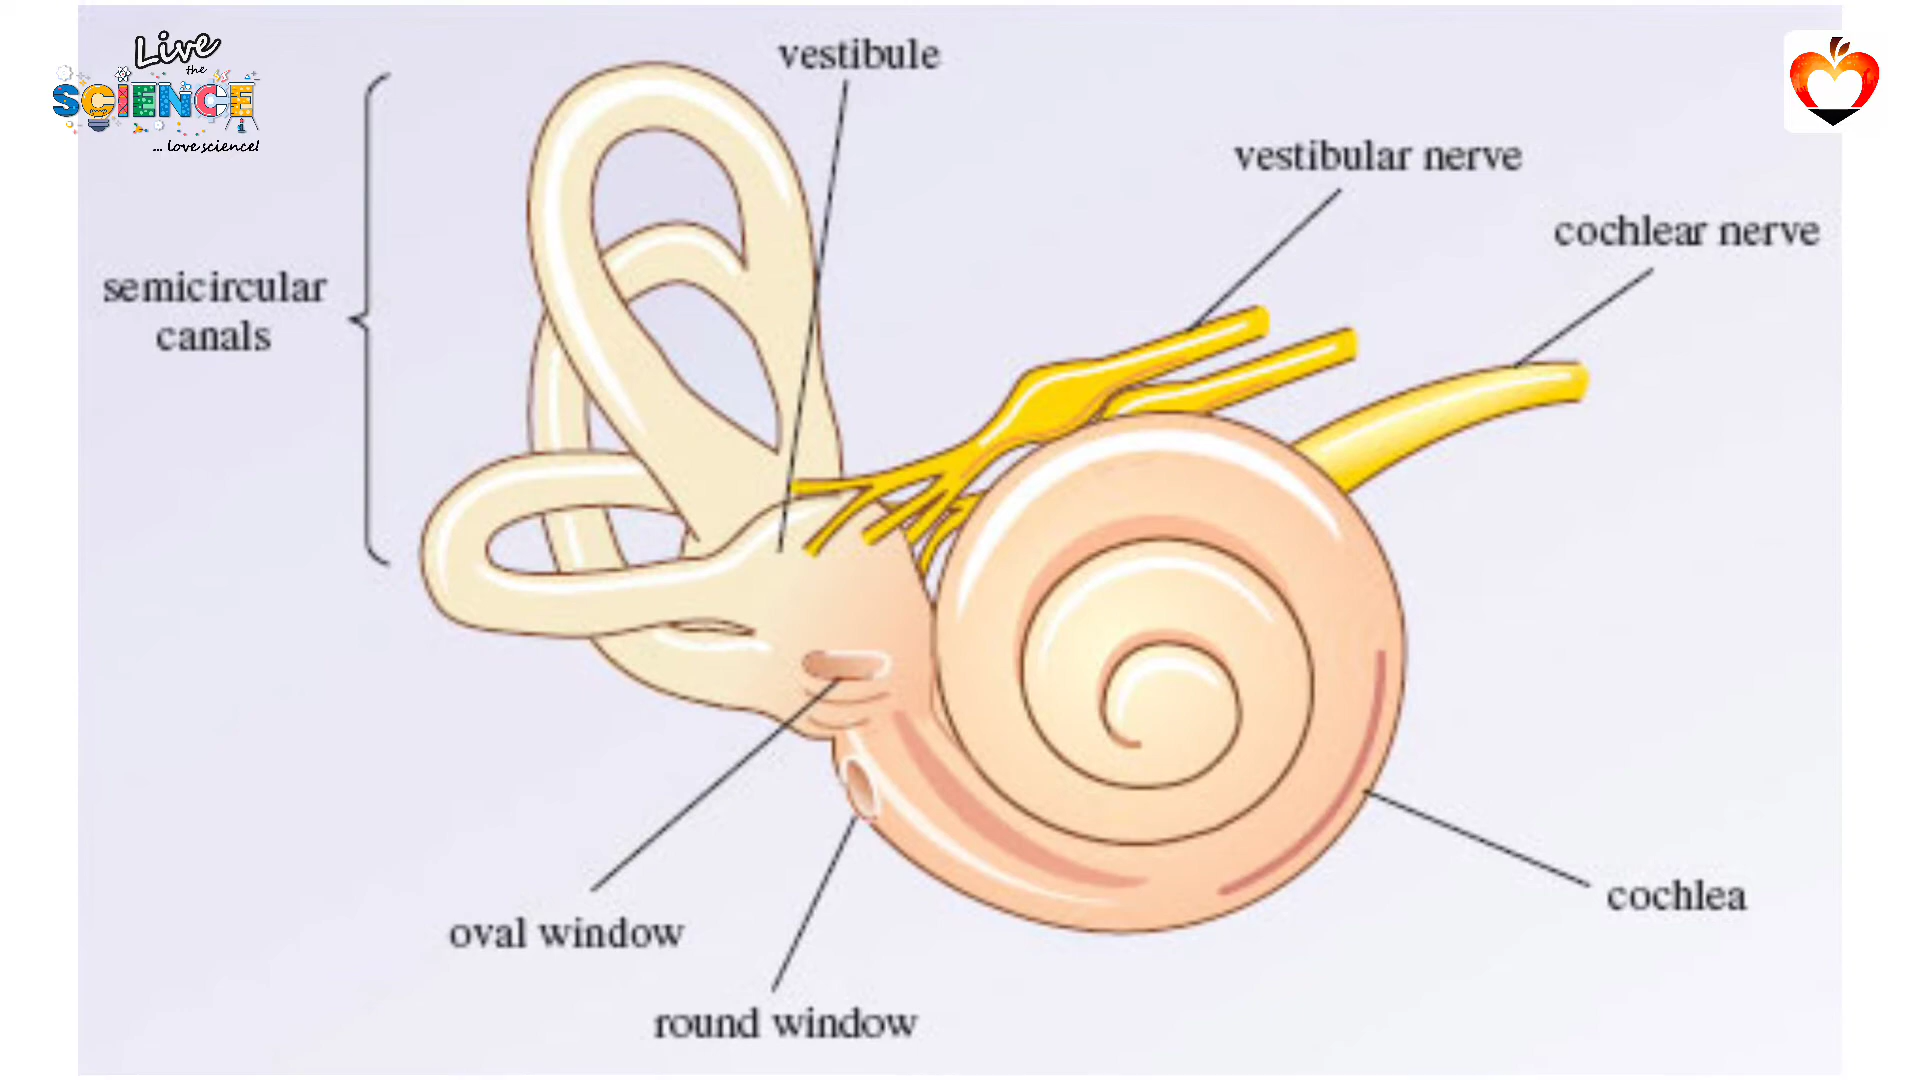 Live
the
SCIENCE
... love science!
vestibule
vestibular nerve
cochlear nerve
semicircular
canals
oval window
cochlea
round window